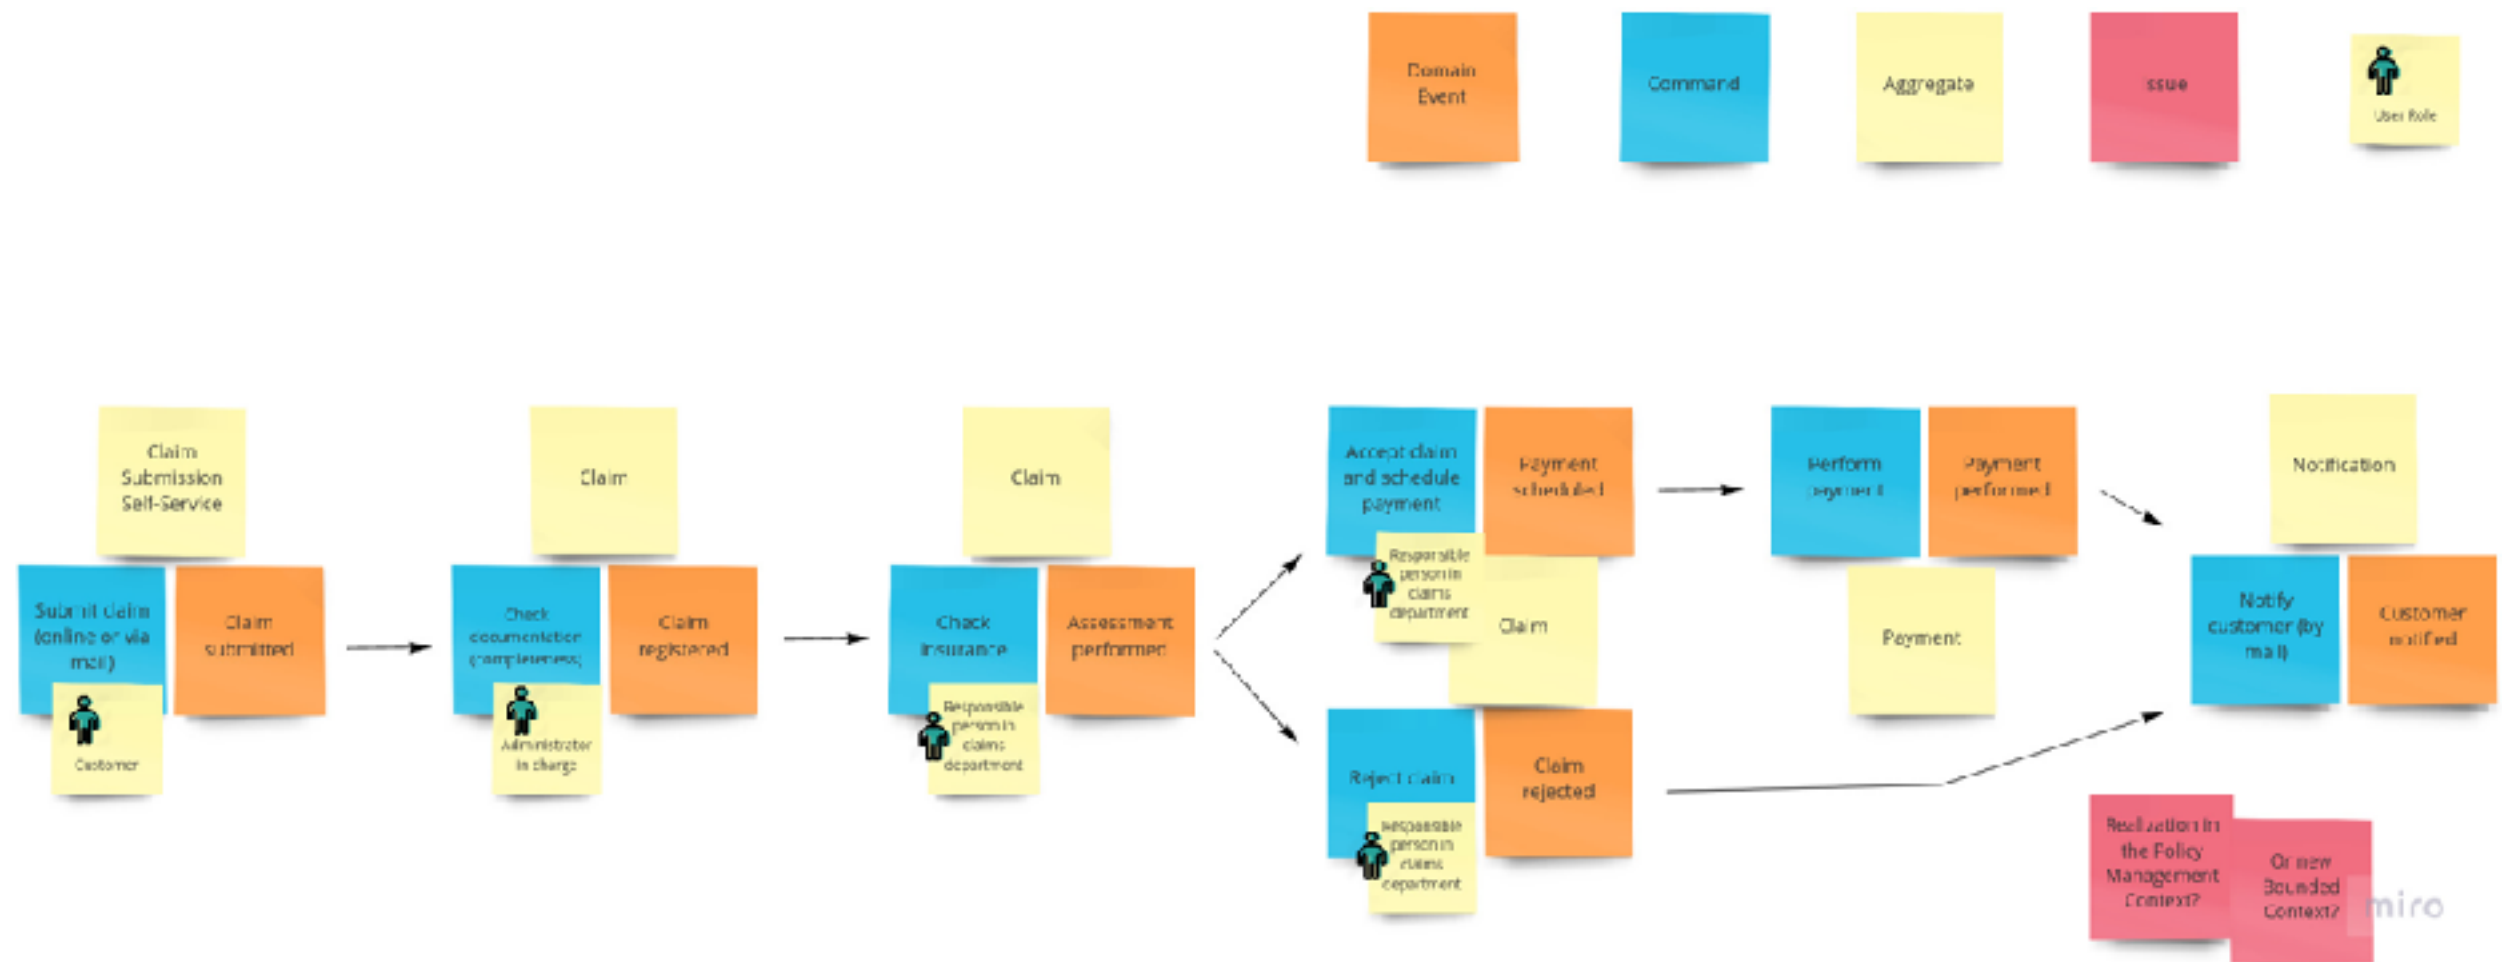 Domain
Event
Command
Aggregate
ssue
User Role
Claim
Submission
Self-Service
Submit claim
(online or via
mail)
Claim
submitted
Customer
Claim
Check
documentation
(completeness)
Claim
registered
Administrator
in charge
Claim
Check
insurance
Assessment
performed
Responsible
person in
claims
department
Accept claim
and schedule
payment
Payment
scheduled
Responsible
person in
claims
department
Claim
Reject claim
Claim
rejected
Responsible
person in
claims
department
Perform
payment
Payment
performed
Payment
Notification
Notify
customer (by
mail)
Customer
notified
Realization in
the Policy
Management
Context?
Or new
Bounded
Context?
miro